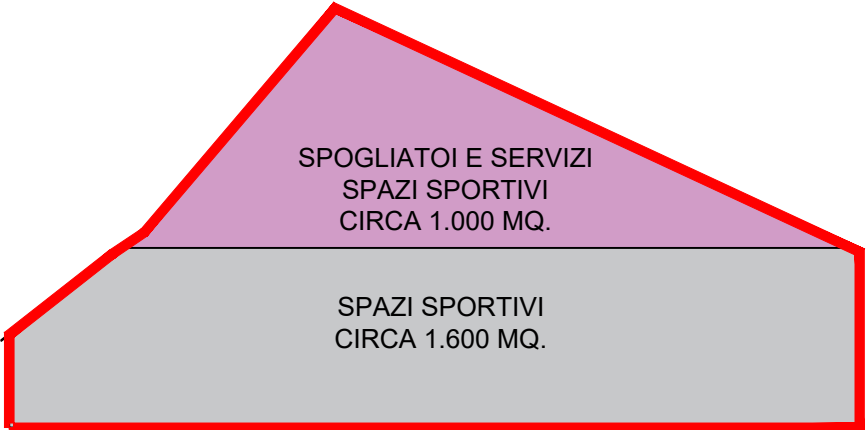 SPOGLIATOI E SERVIZI
SPAZI SPORTIVI
CIRCA 1.000 MQ.
SPAZI SPORTIVI
CIRCA 1.600 MQ.